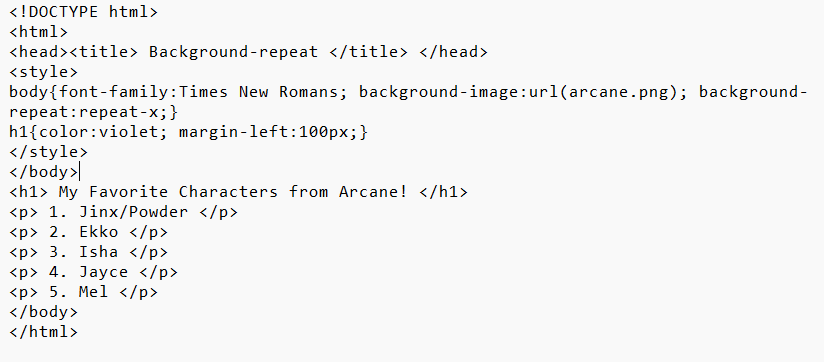 <!DOCTYPE html>
<html>
<head><title> Background-repeat </title> </head>
<style>
body{font-family:Times New Romans; background-image:url(arcane.png); background-
repeat:repeat-x;}
h1{color:violet; margin-left:100px;}
</style>
</body>
<h1> My Favorite Characters from Arcane! </h1>
<p> 1. Jinx/Powder </p>
<p> 2. Ekko </p>
<p> 3. Isha </p>
<p> 4. Jayce </p>
<p> 5. Mel </p>
</body>
</html>